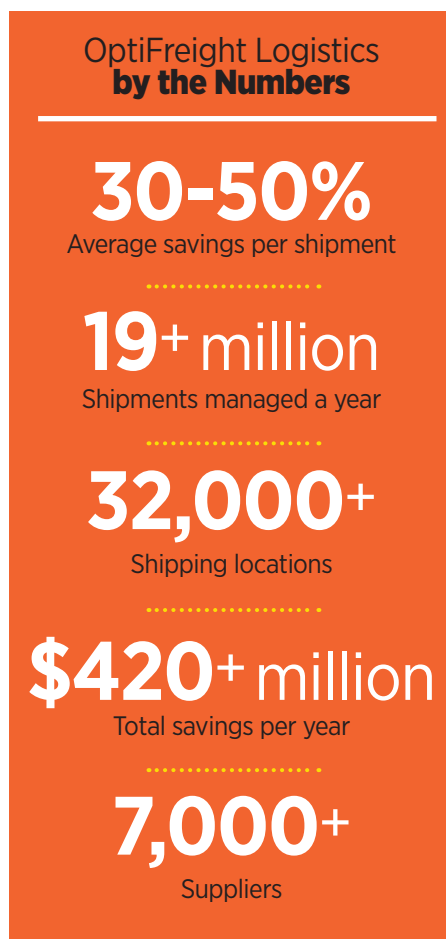 OptiFreight Logistics
by the Numbers
30-50%
Average savings per shipment
19+ million
Shipments managed a year
32,000+
Shipping locations
$420+ million
Total savings per year
7,000+
Suppliers